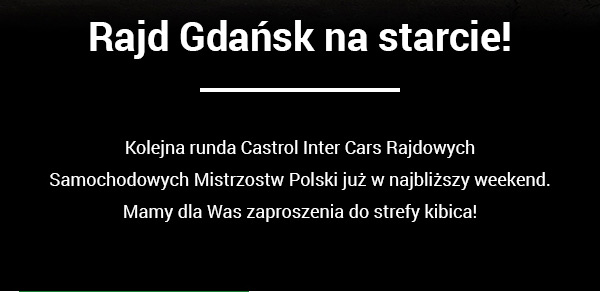 Rajd Gdańsk na starcie!
Kolejna runda Castrol Inter Cars Rajdowych
Samochodowych Mistrzostw Polski już w najbliższy weekend.
Mamy dla Was zaproszenia do strefy kibica!